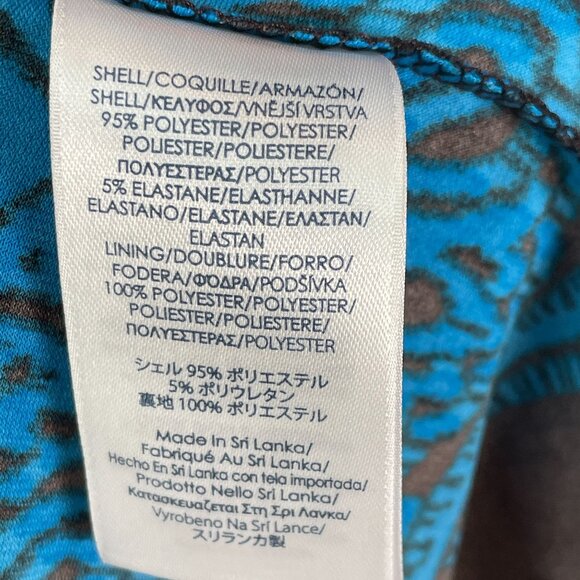 SHELL/COQUILLE/ARMAZÓN/
SHELL/ΚΕΛΥΦΟΣ/VNĚJŠÍ VRSTVA
95% POLYESTER/POLYESTER/
POLIESTER/POLIESTERE/
ΠΟΛΥΕΣΤΕΡΑΣ/POLYESTER
5% ELASTANE/ELASTHANNE/
ELASTANO/ELASTANE/ΕΛΑΣΤΑΝ/
ELASTAN
LINING/DOUBLURE/FORRO/
FODERA/ΦΟΔΡΑ/PODŠÍVKA
100% POLYESTER/POLYESTER/
POLIESTER/POLIESTERE/
ΠΟΛΥΕΣΤΕΡΑΣ/POLYESTER
シェル 95% ポリエステル
5% ポリウレタン
裏地 100% ポリエステル
Made In Sri Lanka/
Fabriqué Au Sri Lanka/
Hecho En Sri Lanka con tela importada/
Prodotto Nello Sri Lanka/
Κατασκευαζεται Στη Σρι Λανκα/
Vyrobeno Na Srí Lance/
スリランカ製